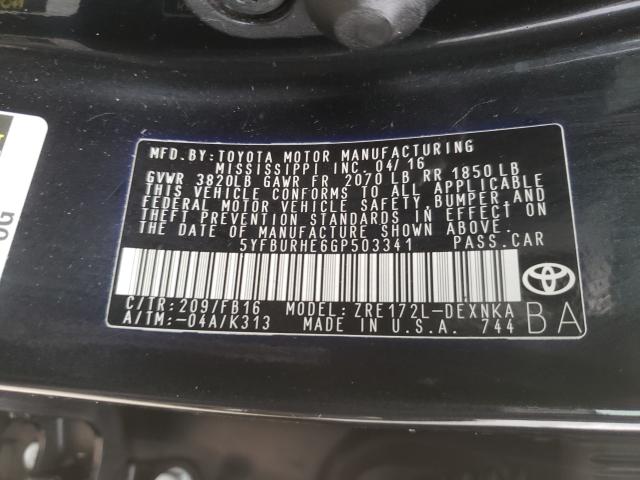 MFD.BY:TOYOTA MOTOR MANUFACTURING
MISSISSIPPI INC. 04/16
GVWR 3820LB GAWR FR 2070 LB RR 1850 LB
THIS VEHICLE CONFORMS TO ALL APPLICABLE
FEDERAL MOTOR VEHICLE SAFETY, BUMPER, AND
THEFT PREVENTION STANDARDS IN EFFECT ON
THE DATE OF MANUFACTURE SHOWN ABOVE.
5YFBURHE6GP503341 PASS.CAR
C/TR:209/FB16 MODEL:ZRE172L-DEXNKA
A/TM:-04A/K313 MADE IN U.S.A. 744
BA